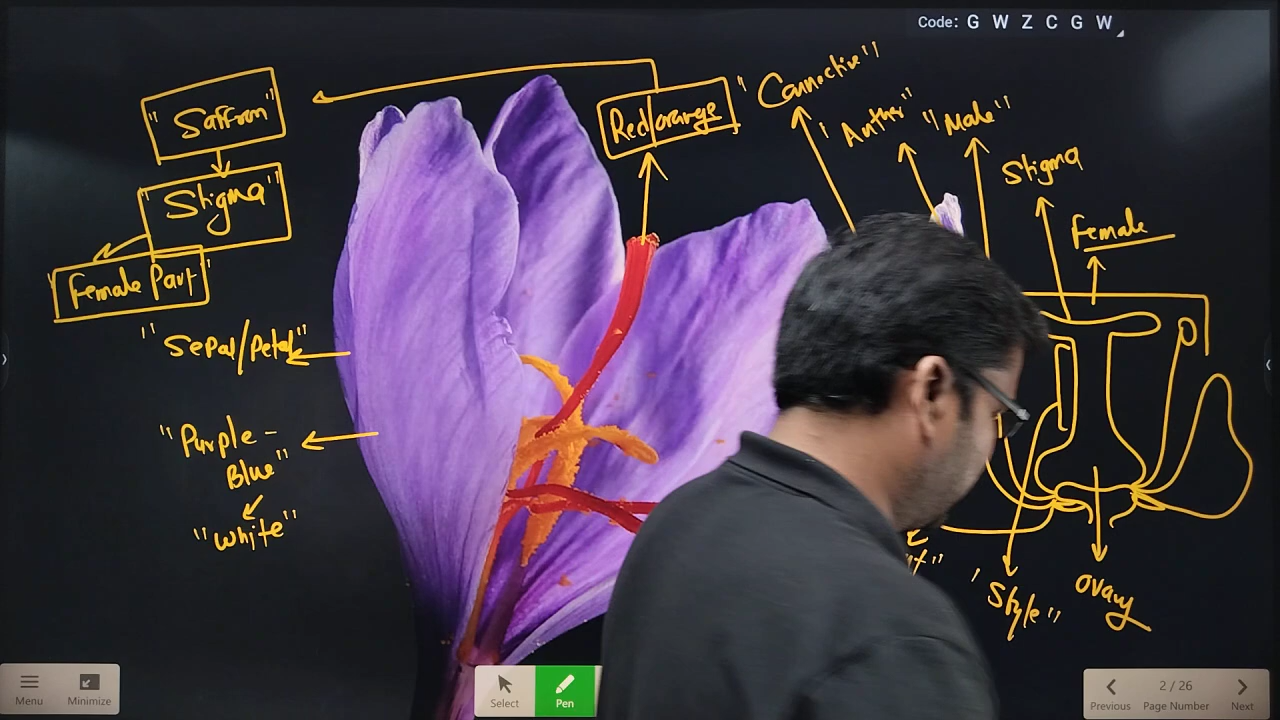 Code: G W Z C G W
"Saffron"
"Stigma"
"Female Part"
"Sepal/Petal"
"Purple -
Blue"
"White"
Red/orange
"Connective"
"Anther"
"Male"
Stigma
Female
"Style"
Ovary
Menu
Minimize
Select
Pen
Previous
2 / 26
Page Number
Next